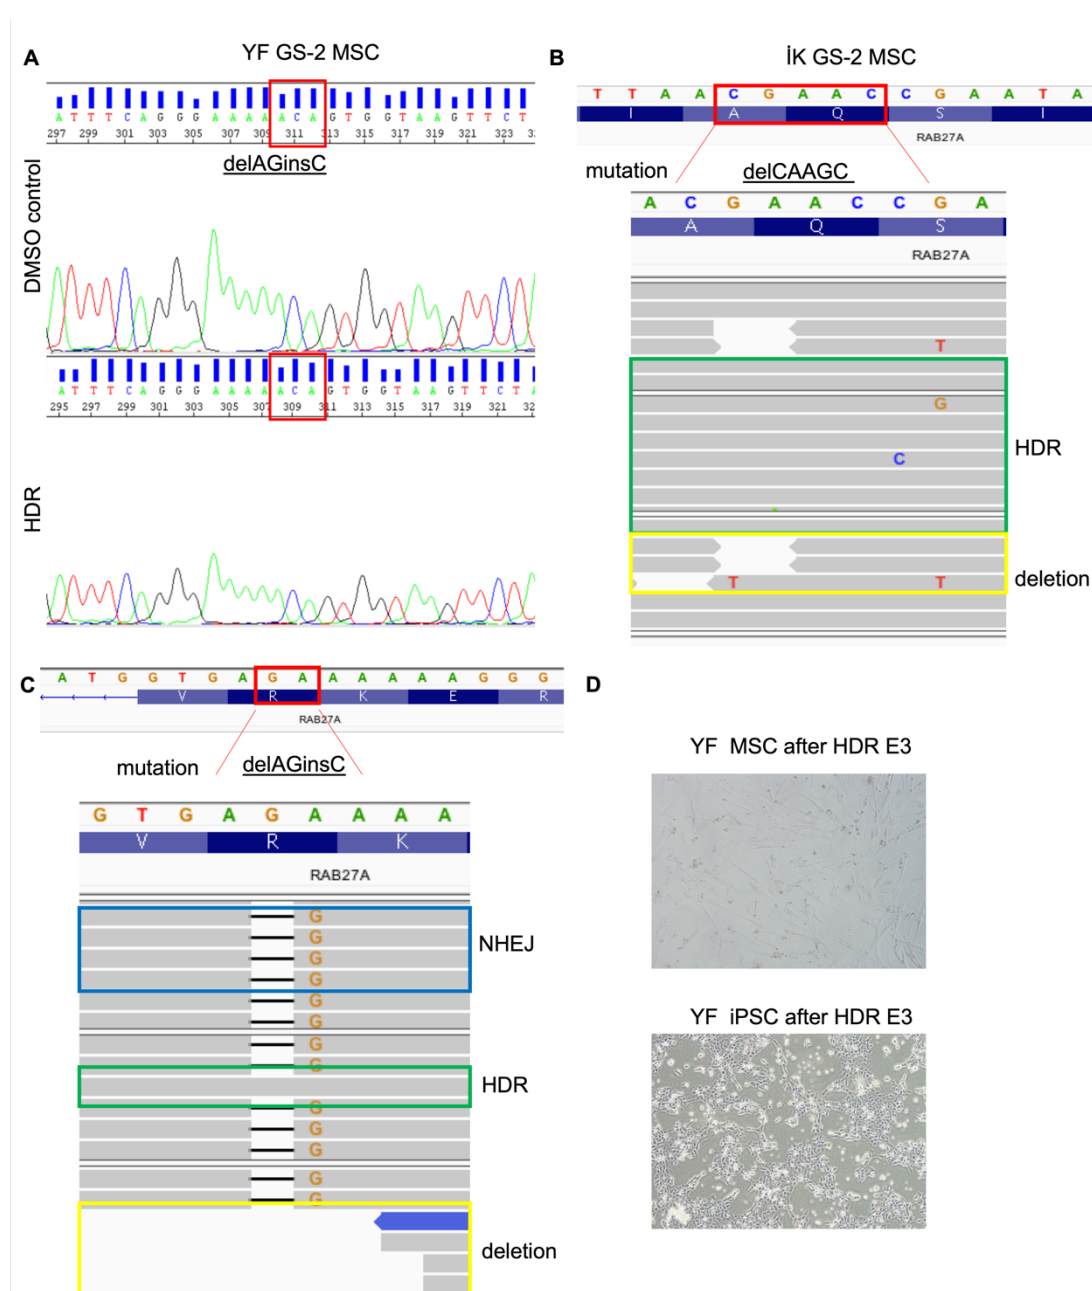 A
YF GS-2 MSC
A T T T C A G G G A A A A A C A G T G G T A A G T T C T
297 299 301 303 305 307 309 311 313 315 317 319 321 323 325
delAGinsC
DMSO control
A T T T C A G G G A A A A A C A G T G G T A A G T T C T A
295 297 299 301 303 305 307 309 311 313 315 317 319 321 32
HDR
B
İK GS-2 MSC
T T A A C G A A C C G A A T A
I A Q S I
RAB27A
mutation
delCAAGC
A C G A A C C G A
A Q S
RAB27A
T
G
C
HDR
T T
deletion
C
A T G G T G A G A A A A A G G G
V R K E R
RAB27A
mutation
delAGinsC
G T G A G A A A A
V R K
RAB27A
G
G
G
G
NHEJ
G
G
G
G
HDR
G
G
G
G
G
deletion
D
YF MSC after HDR E3
YF iPSC after HDR E3